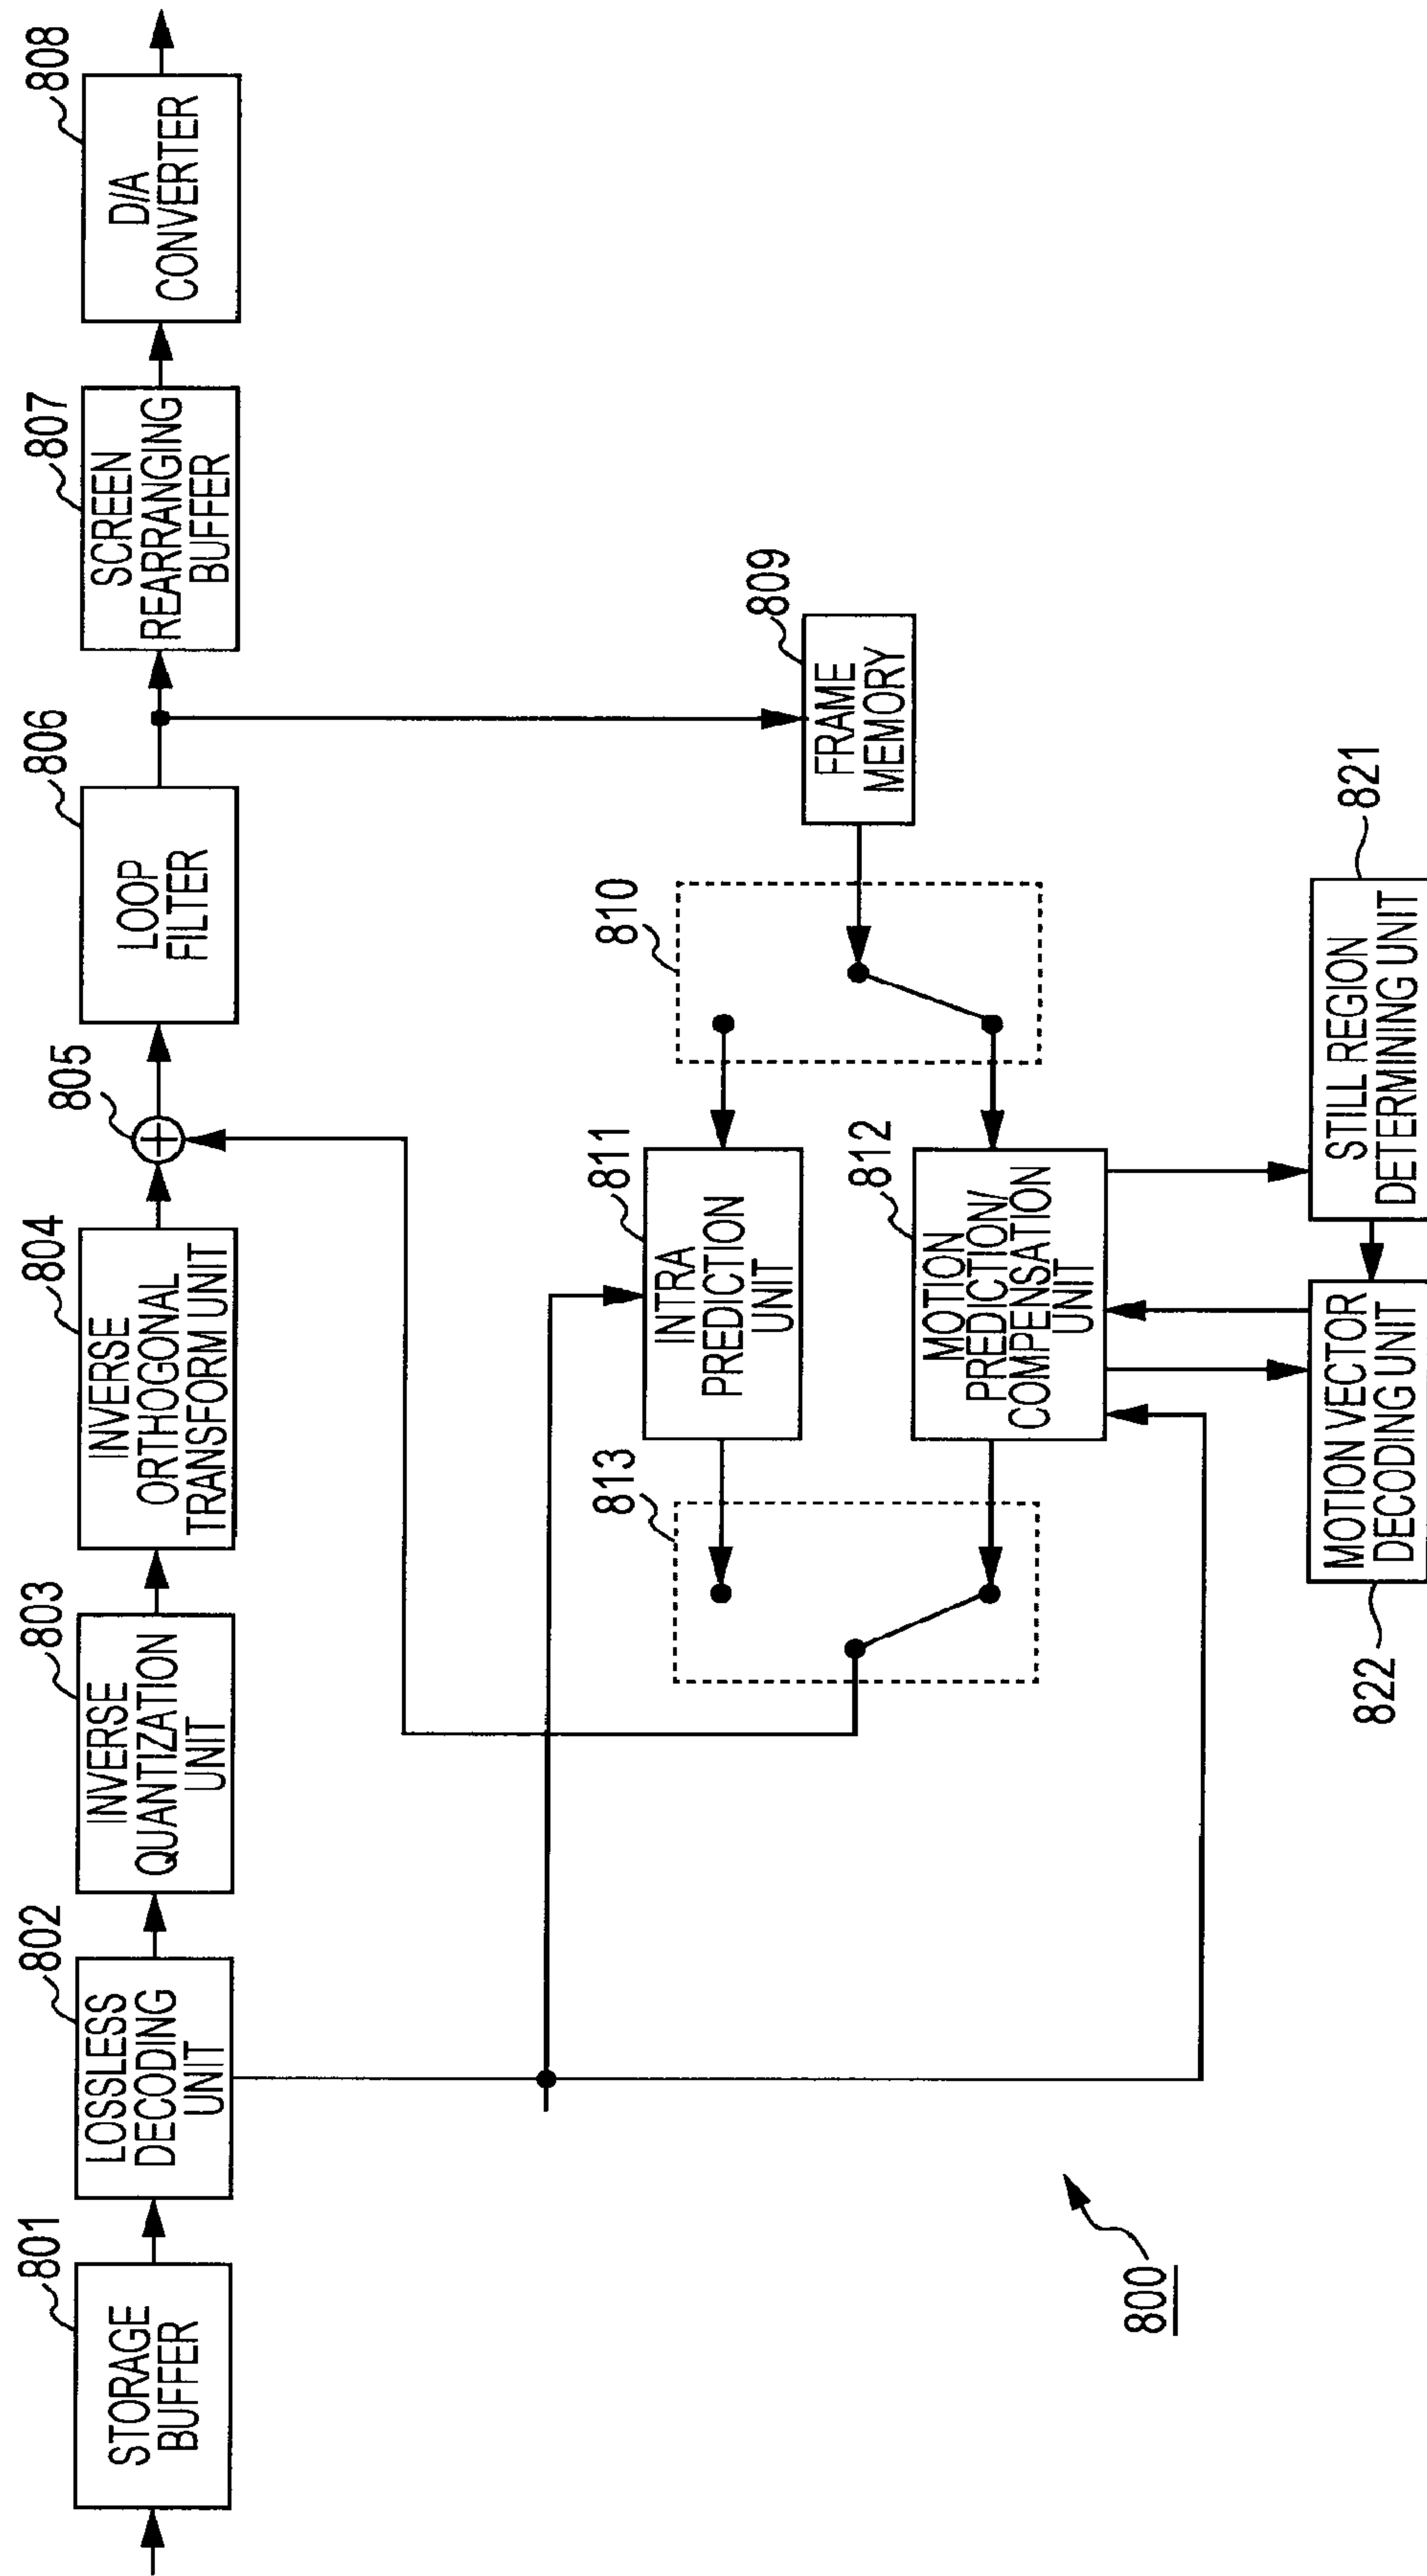 801
STORAGE
BUFFER
802
LOSSLESS
DECODING
UNIT
803
INVERSE
QUANTIZATION
UNIT
804
INVERSE
ORTHOGONAL
TRANSFORM UNIT
805
806
LOOP
FILTER
807
SCREEN
REARRANGING
BUFFER
808
D/A
CONVERTER
809
FRAME
MEMORY
810
811
INTRA
PREDICTION
UNIT
812
MOTION
PREDICTION/
COMPENSATION
UNIT
813
821
STILL REGION
DETERMINING UNIT
MOTION VECTOR
DECODING UNIT
822
800